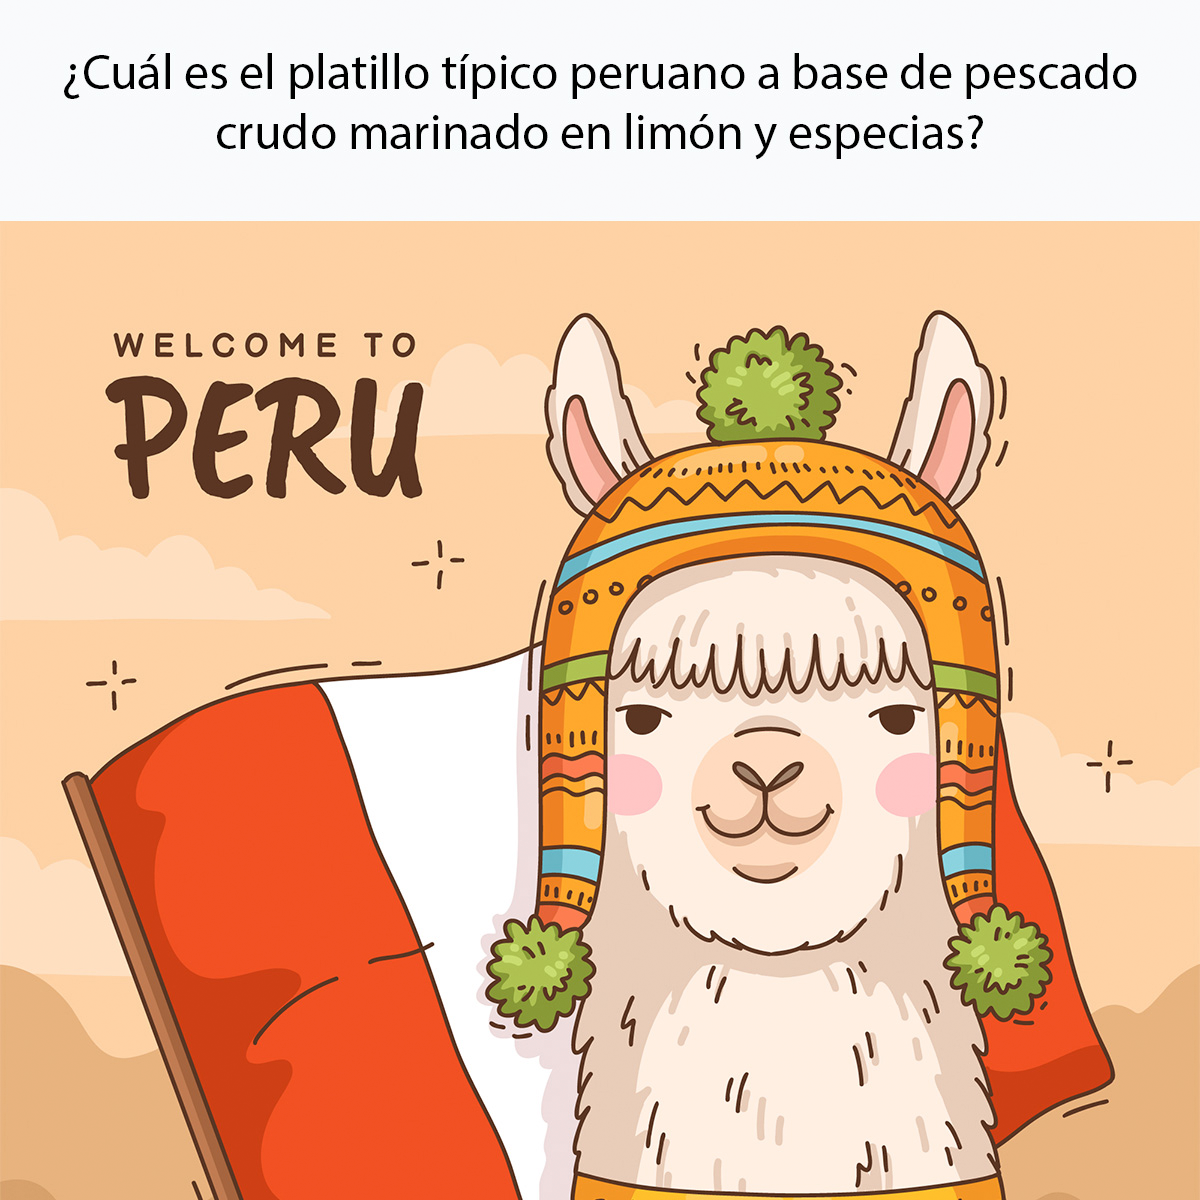 ¿Cuál es el platillo típico peruano a base de pescado
crudo marinado en limón y especias?
WELCOME TO
PERU